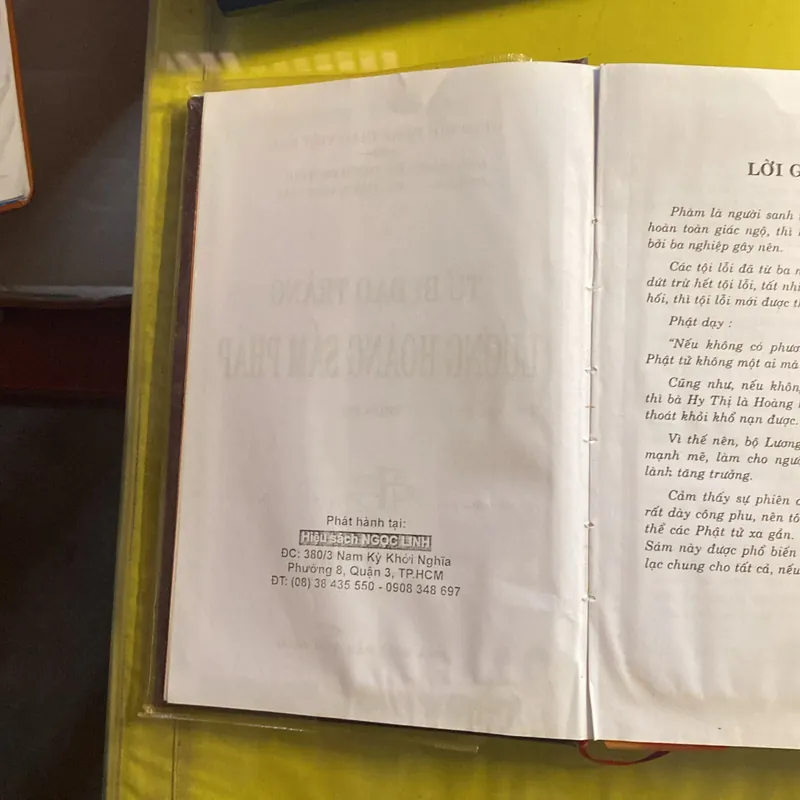 Phát hành tại:
Hiệu sách NGỌC LINH
ĐC: 380/3 Nam Kỳ Khởi Nghĩa
Phường 8, Quận 3, TP.HCM
ĐT: (08) 38 435 550 - 0908 348 697
LỜI G
Phàm là người sanh
hoàn toàn giác ngộ, thì
bởi ba nghiệp gây nên.
Các tội lỗi đã từ ba
dứt trừ hết tội lỗi, tất nhi
hối, thì tội lỗi mới được th
Phật dạy :
"Nếu không có phươ
Phật tử không một ai mà
Cũng như, nếu khôn
thì bà Hy Thị là Hoàng
thoát khỏi khổ nạn được.
Vì thế nên, bộ Lương
mạnh mẽ, làm cho ngư
lành tăng trưởng.
Cảm thấy sự phiên
rất dày công phu, nên tô
thể các Phật tử xa gần.
Sám này được phổ biến
lạc chung cho tất cả, nếu